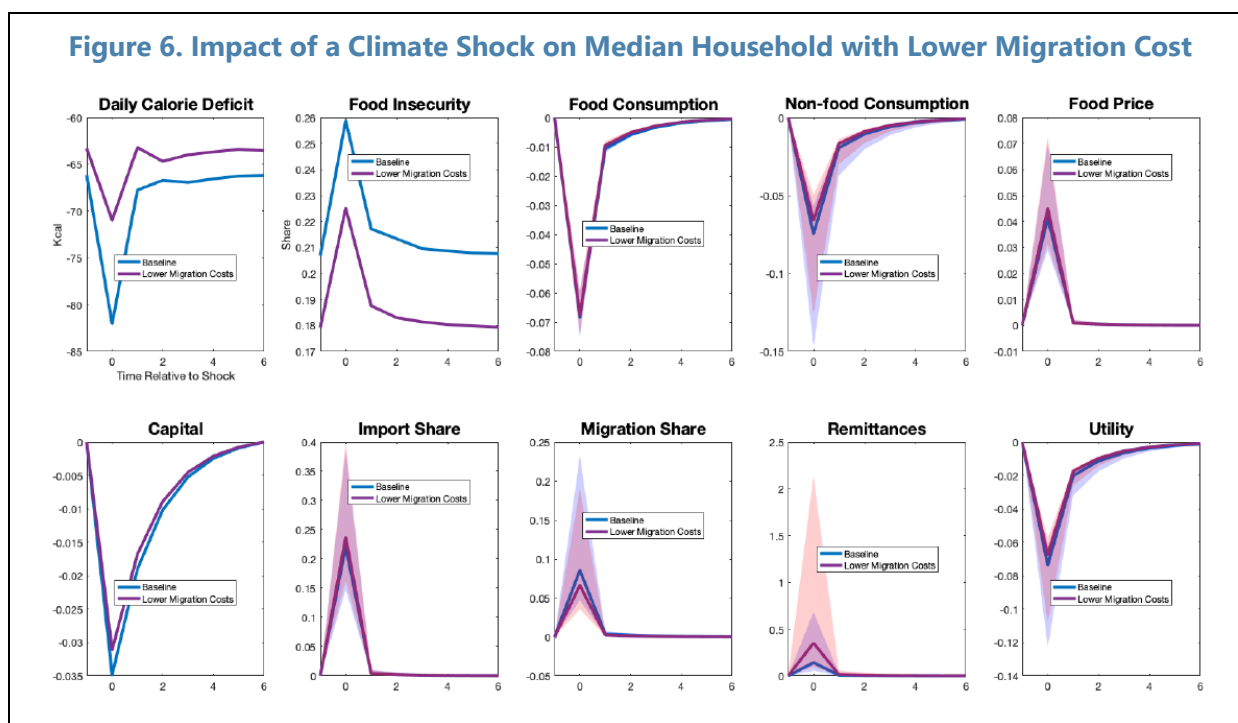 Figure 6. Impact of a Climate Shock on Median Household with Lower Migration Cost
Daily Calorie Deficit
-60
-65
-70
-75
-80
-85
Kcal
Baseline
Lower Migration Costs
0 2 4 6
Time Relative to Shock
Food Insecurity
0.26
0.25
0.24
0.23
0.22
0.21
0.2
0.19
0.18
0.17
Share
Baseline
Lower Migration Costs
0 2 4 6
Food Consumption
0
-0.01
-0.02
-0.03
-0.04
-0.05
-0.06
-0.07
-0.08
Baseline
Lower Migration Costs
0 2 4 6
Non-food Consumption
0
-0.05
-0.1
-0.15
Baseline
Lower Migration Costs
0 2 4 6
Food Price
0.08
0.07
0.06
0.05
0.04
0.03
0.02
0.01
0
-0.01
Baseline
Lower Migration Costs
0 2 4 6
Capital
0
-0.005
-0.01
-0.015
-0.02
-0.025
-0.03
-0.035
Baseline
Lower Migration Costs
0 2 4 6
Import Share
0.4
0.35
0.3
0.25
0.2
0.15
0.1
0.05
0
Baseline
Lower Migration Costs
0 2 4 6
Migration Share
0.25
0.2
0.15
0.1
0.05
0
-0.05
Baseline
Lower Migration Costs
0 2 4 6
Remittances
2.5
2
1.5
1
0.5
0
Baseline
Lower Migration Costs
0 2 4 6
Utility
0
-0.02
-0.04
-0.06
-0.08
-0.1
-0.12
-0.14
Baseline
Lower Migration Costs
0 2 4 6